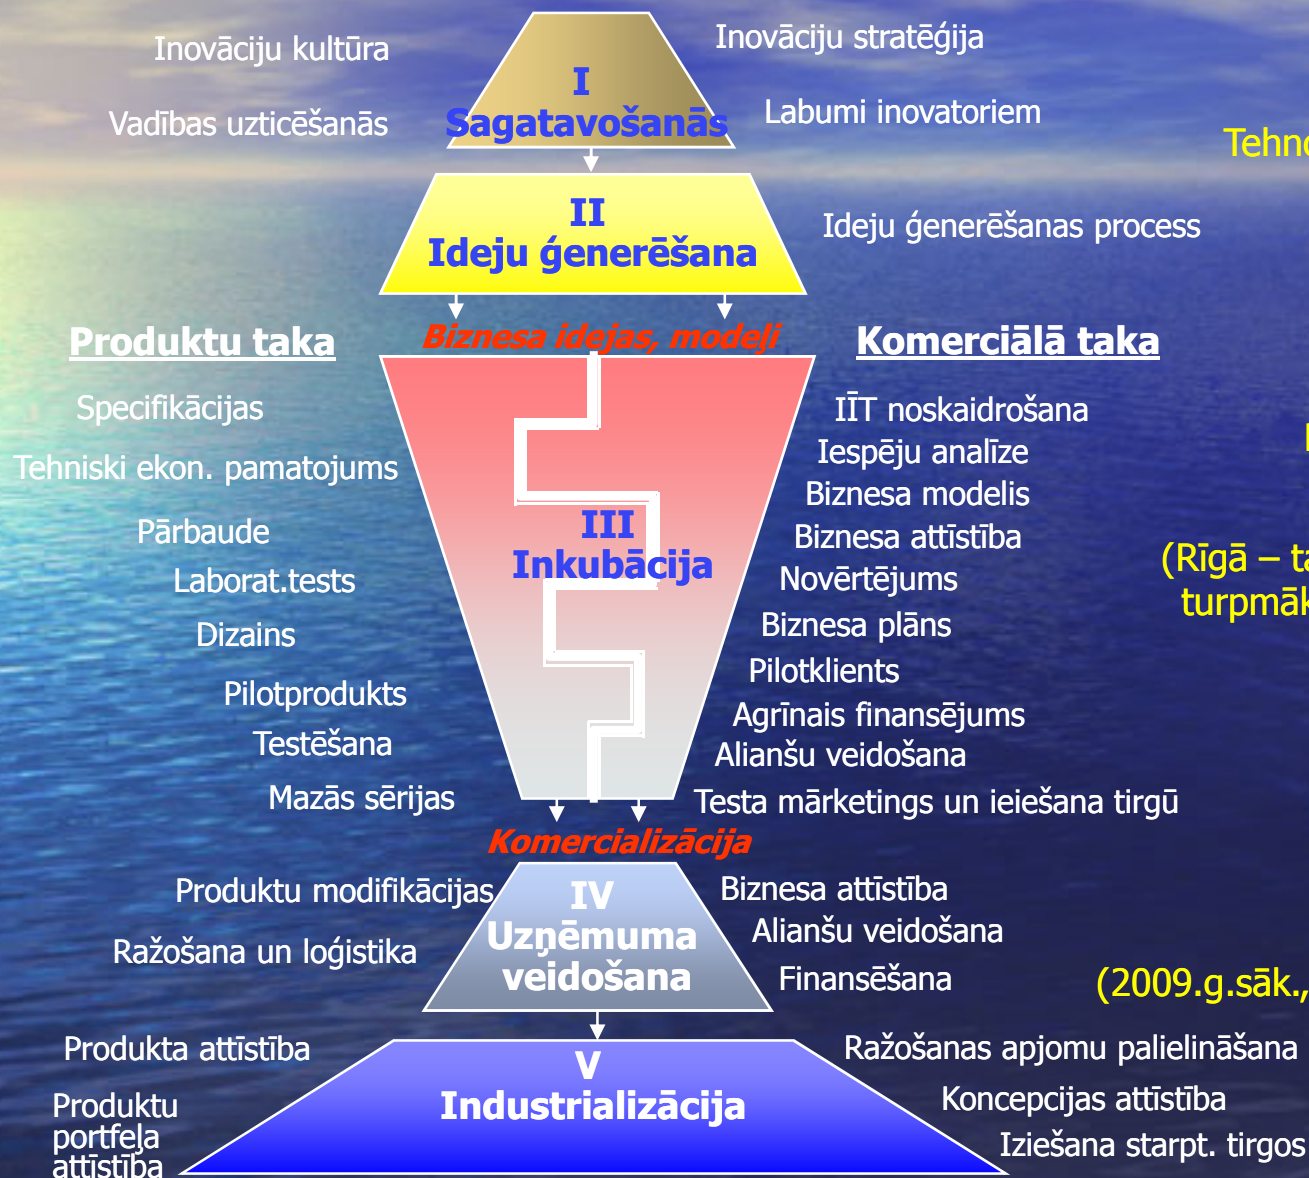 Inovāciju kultūra
Inovāciju stratēģija
Vadības uzticēšanās
Labumi inovatoriem
I
Sagatavošanās
II
Ideju ģenerēšana
Ideju ģenerēšanas process
Biznesa idejas, modeļi
Produktu taka
Specifikācijas
Tehniski ekon. pamatojums
Pārbaude
Laborat.tests
Dizains
Pilotprodukts
Testēšana
Mazās sērijas
III
Inkubācija
Komerciālā taka
IĪT noskaidrošana
Iespēju analīze
Biznesa modelis
Biznesa attīstība
Novērtējums
Biznesa plāns
Pilotklients
Agrīnais finansējums
Alianšu veidošana
Testa mārketings un ieiešana tirgū
Komercializācija
Produktu modifikācijas
Ražošana un loģistika
IV
Uzņēmuma
veidošana
Biznesa attīstība
Alianšu veidošana
Finansēšana
Produkta attīstība
Produktu
portfeļa
attīstība
V
Industrializācija
Ražošanas apjomu palielināšana
Koncepcijas attīstība
Iziešana starpt. tirgos
(Rīgā –
(2009.g.sāk.,